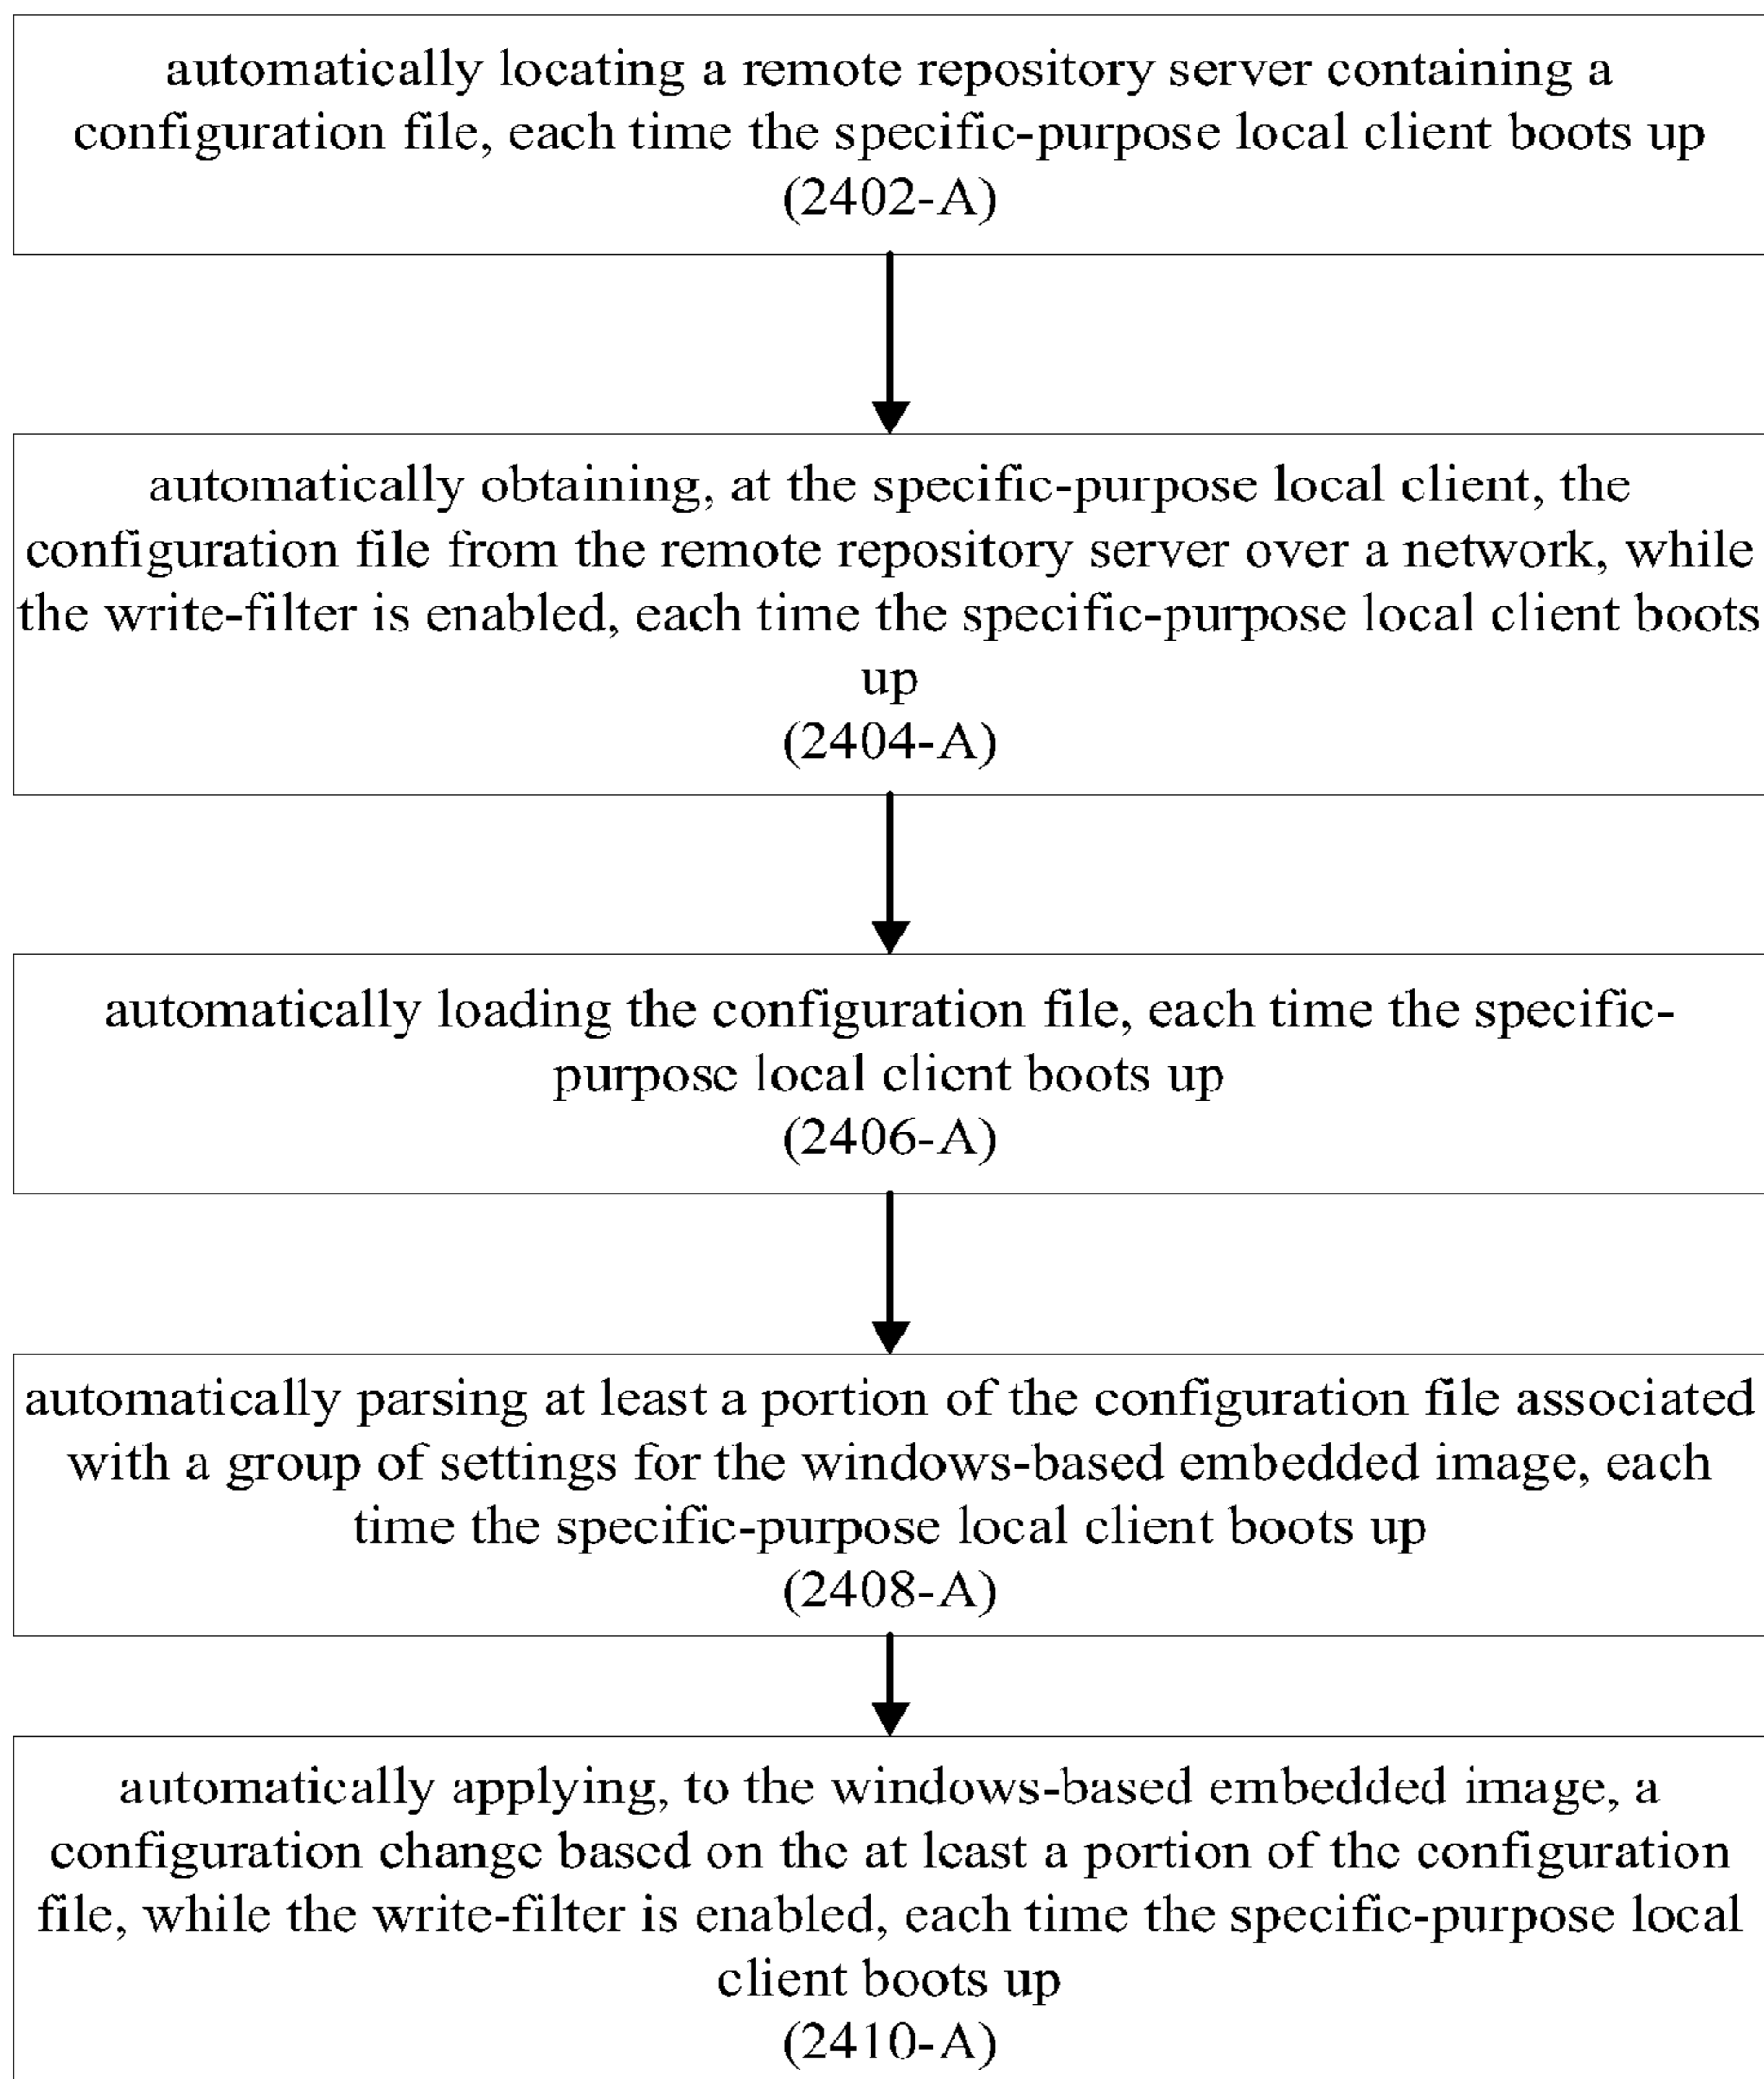 automatically locating a remote repository server containing a
configuration file, each time the specific-purpose local client boots up
(2402-A)
automatically obtaining, at the specific-purpose local client, the
configuration file from the remote repository server over a network, while
the write-filter is enabled, each time the specific-purpose local client boots
up
(2404-A)
automatically loading the configuration file, each time the specific-
purpose local client boots up
(2406-A)
automatically parsing at least a portion of the configuration file associated
with a group of settings for the windows-based embedded image, each
time the specific-purpose local client boots up
(2408-A)
automatically applying, to the windows-based embedded image, a
configuration change based on the at least a portion of the configuration
file, while the write-filter is enabled, each time the specific-purpose local
client boots up
(2410-A)